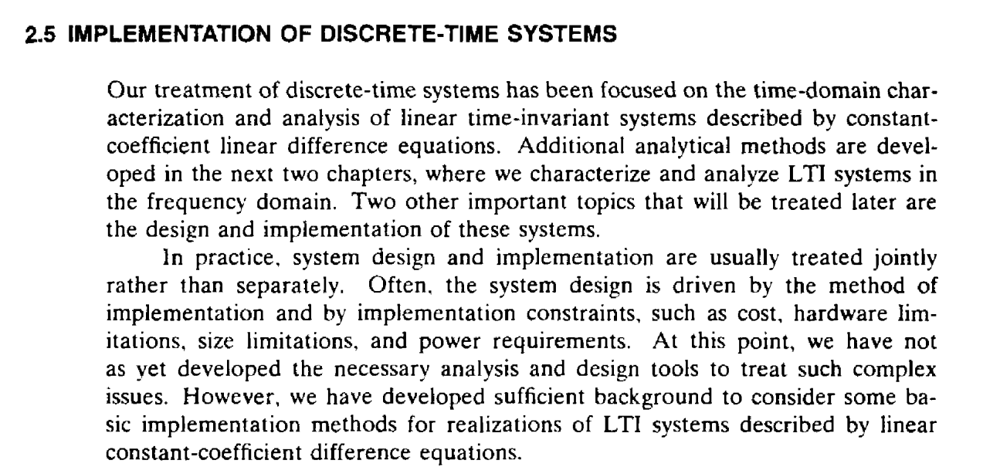 2.5 IMPLEMENTATION OF DISCRETE-TIME SYSTEMS
Our treatment of discrete-time systems has been focused on the time-domain char-
acterization and analysis of linear time-invariant systems described by constant-
coefficient linear difference equations. Additional analytical methods are devel-
oped in the next two chapters, where we characterize and analyze LTI systems in
the frequency domain. Two other important topics that will be treated later are
the design and implementation of these systems.
In practice, system design and implementation are usually treated jointly
rather than separately. Often, the system design is driven by the method of
implementation and by implementation constraints, such as cost, hardware lim-
itations, size limitations, and power requirements. At this point, we have not
as yet developed the necessary analysis and design tools to treat such complex
issues. However, we have developed sufficient background to consider some ba-
sic implementation methods for realizations of LTI systems described by linear
constant-coefficient difference equations.